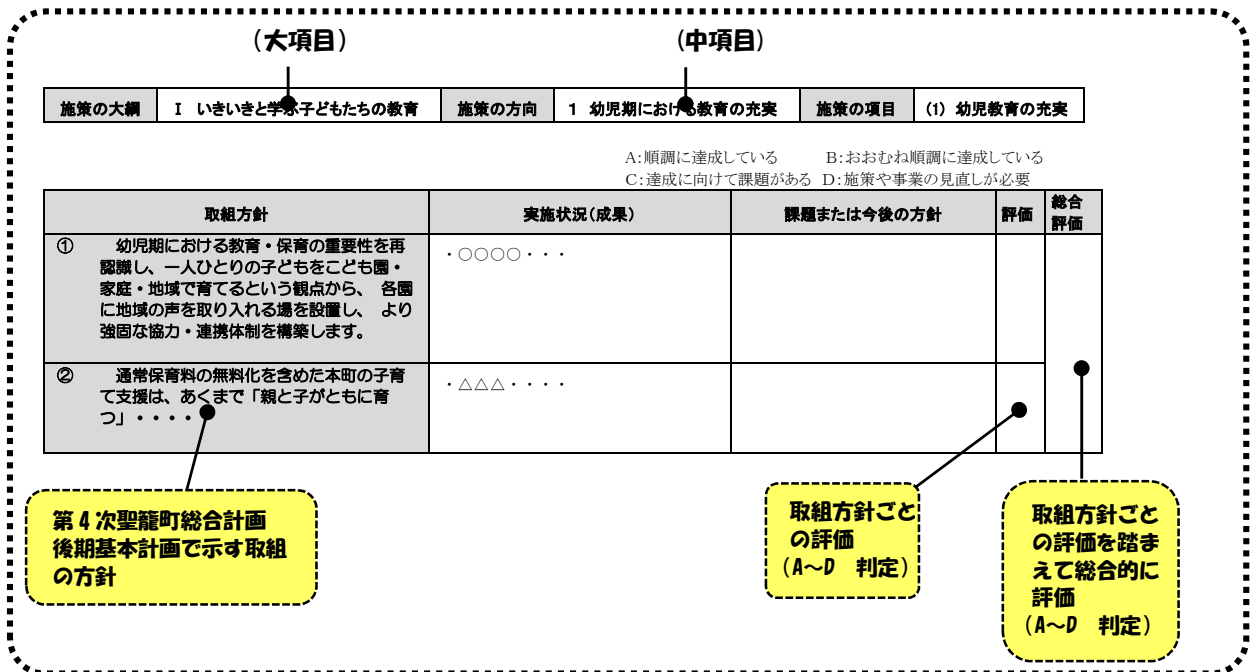 (大項目)
(中項目)
施策の大綱 Ⅰ いきいきと学ぶ子どもたちの教育 施策の方向 1 幼児期における教育の充実 施策の項目 (1) 幼児教育の充実
A:順調に達成している B:おおむね順調に達成している
C:達成に向けて課題がある D:施策や事業の見直しが必要
取組方針 実施状況(成果) 課題または今後の方針 評価 総合
評価
① 幼児期における教育・保育の重要性を再
認識し、一人ひとりの子どもをこども園・
家庭・地域で育てるという観点から、 各園
に地域の声を取り入れる場を設置し、 より
強固な協力・連携体制を構築します。
・○○○○・・・
② 通常保育料の無料化を含めた本町の子育
て支援は、あくまで「親と子がともに育
つ」・・・・
・△△△・・・・
第4次聖籠町総合計画
後期基本計画で示す取組
の方針
取組方針ごと
の評価
(A~D 判定)
取組方針ごと
の評価を踏ま
えて総合的に
評価
(A~D 判定)